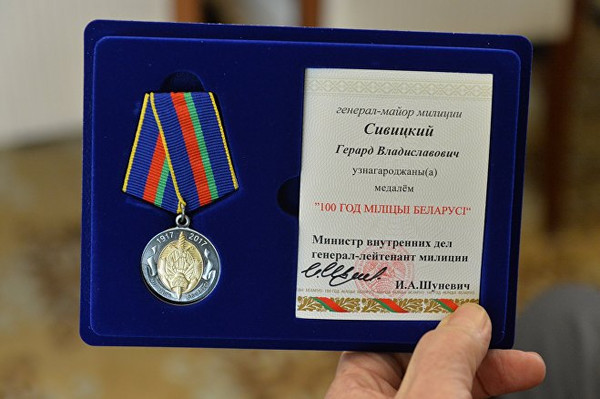 1917 - 2017
генерал-майор милиции
Сивицкий
Герард Владиславович
узнагароджаны(а)
медалём
"100 ГОД МІЛІЦЫІ БЕЛАРУСІ"
Министр внутренних дел
генерал-лейтенант милиции
И.А.Шуневич